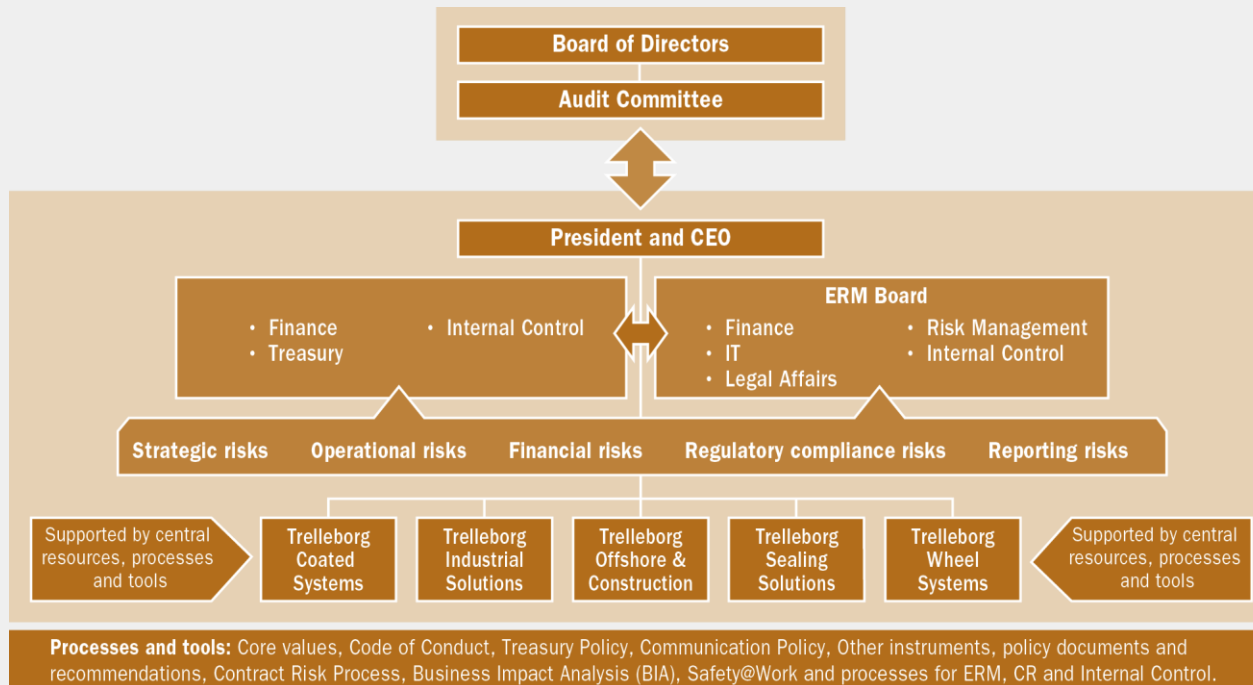 Board of Directors
Audit Committee
President and CEO
• Finance
• Treasury
• Internal Control
ERM Board
• Finance
• IT
• Legal Affairs
• Risk Management
• Internal Control
Strategic risks Operational risks Financial risks Regulatory compliance risks Reporting risks
Supported by central
resources, processes
and tools
Trelleborg
Coated
Systems
Trelleborg
Industrial
Solutions
Trelleborg
Offshore &
Construction
Trelleborg
Sealing
Solutions
Trelleborg
Wheel
Systems
Supported by central
resources, processes
and tools
Processes and tools: Core values, Code of Conduct, Treasury Policy, Communication Policy, Other instruments, policy documents and
recommendations, Contract Risk Process, Business Impact Analysis (BIA), Safety@Work and processes for ERM, CR and Internal Control.